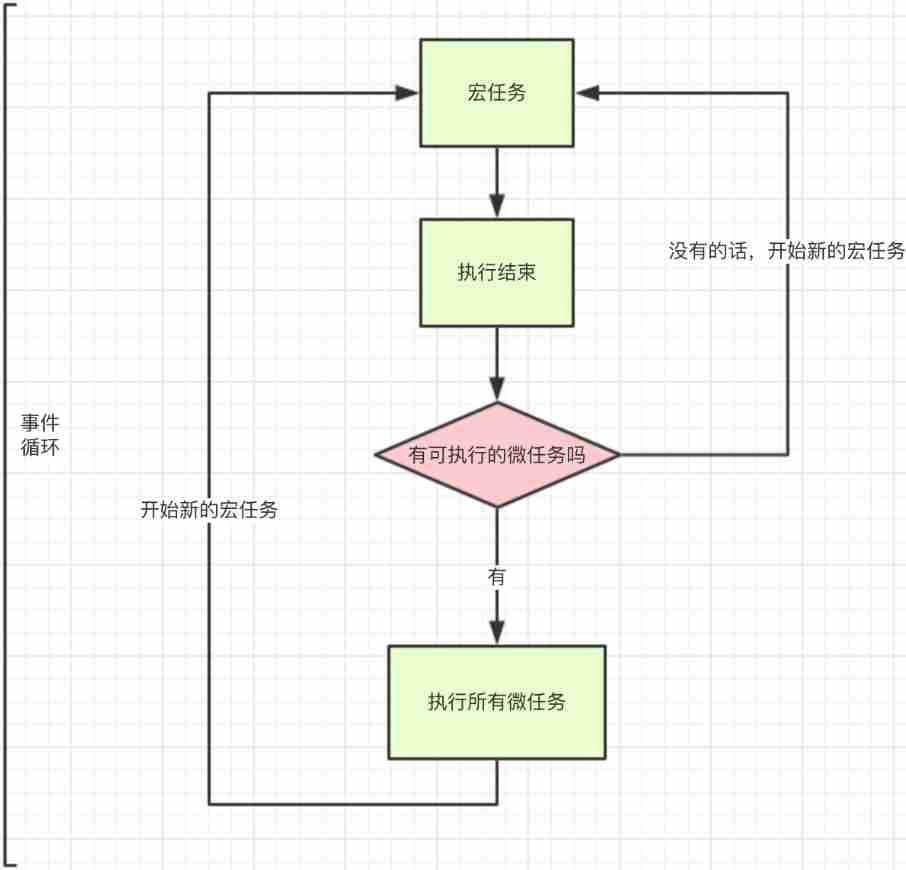 宏任务
执行结束
没有的话，开始新的宏任务
事件
循环
有可执行的微任务吗
开始新的宏任务
有
执行所有微任务